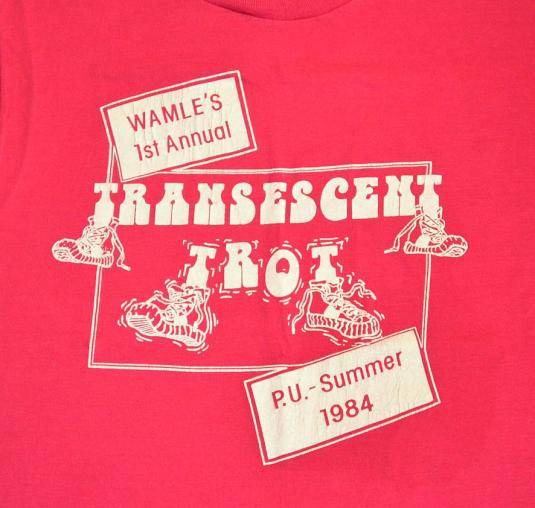 WAMLE'S
1st Annual
TRANSESCENT
TROT
P.U.-Summer
1984